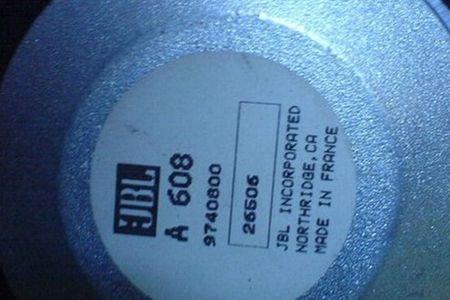 JBL
A 608
9740800
26506
JBL INCORPORATED
NORTHRIDGE, CA
MADE IN FRANCE